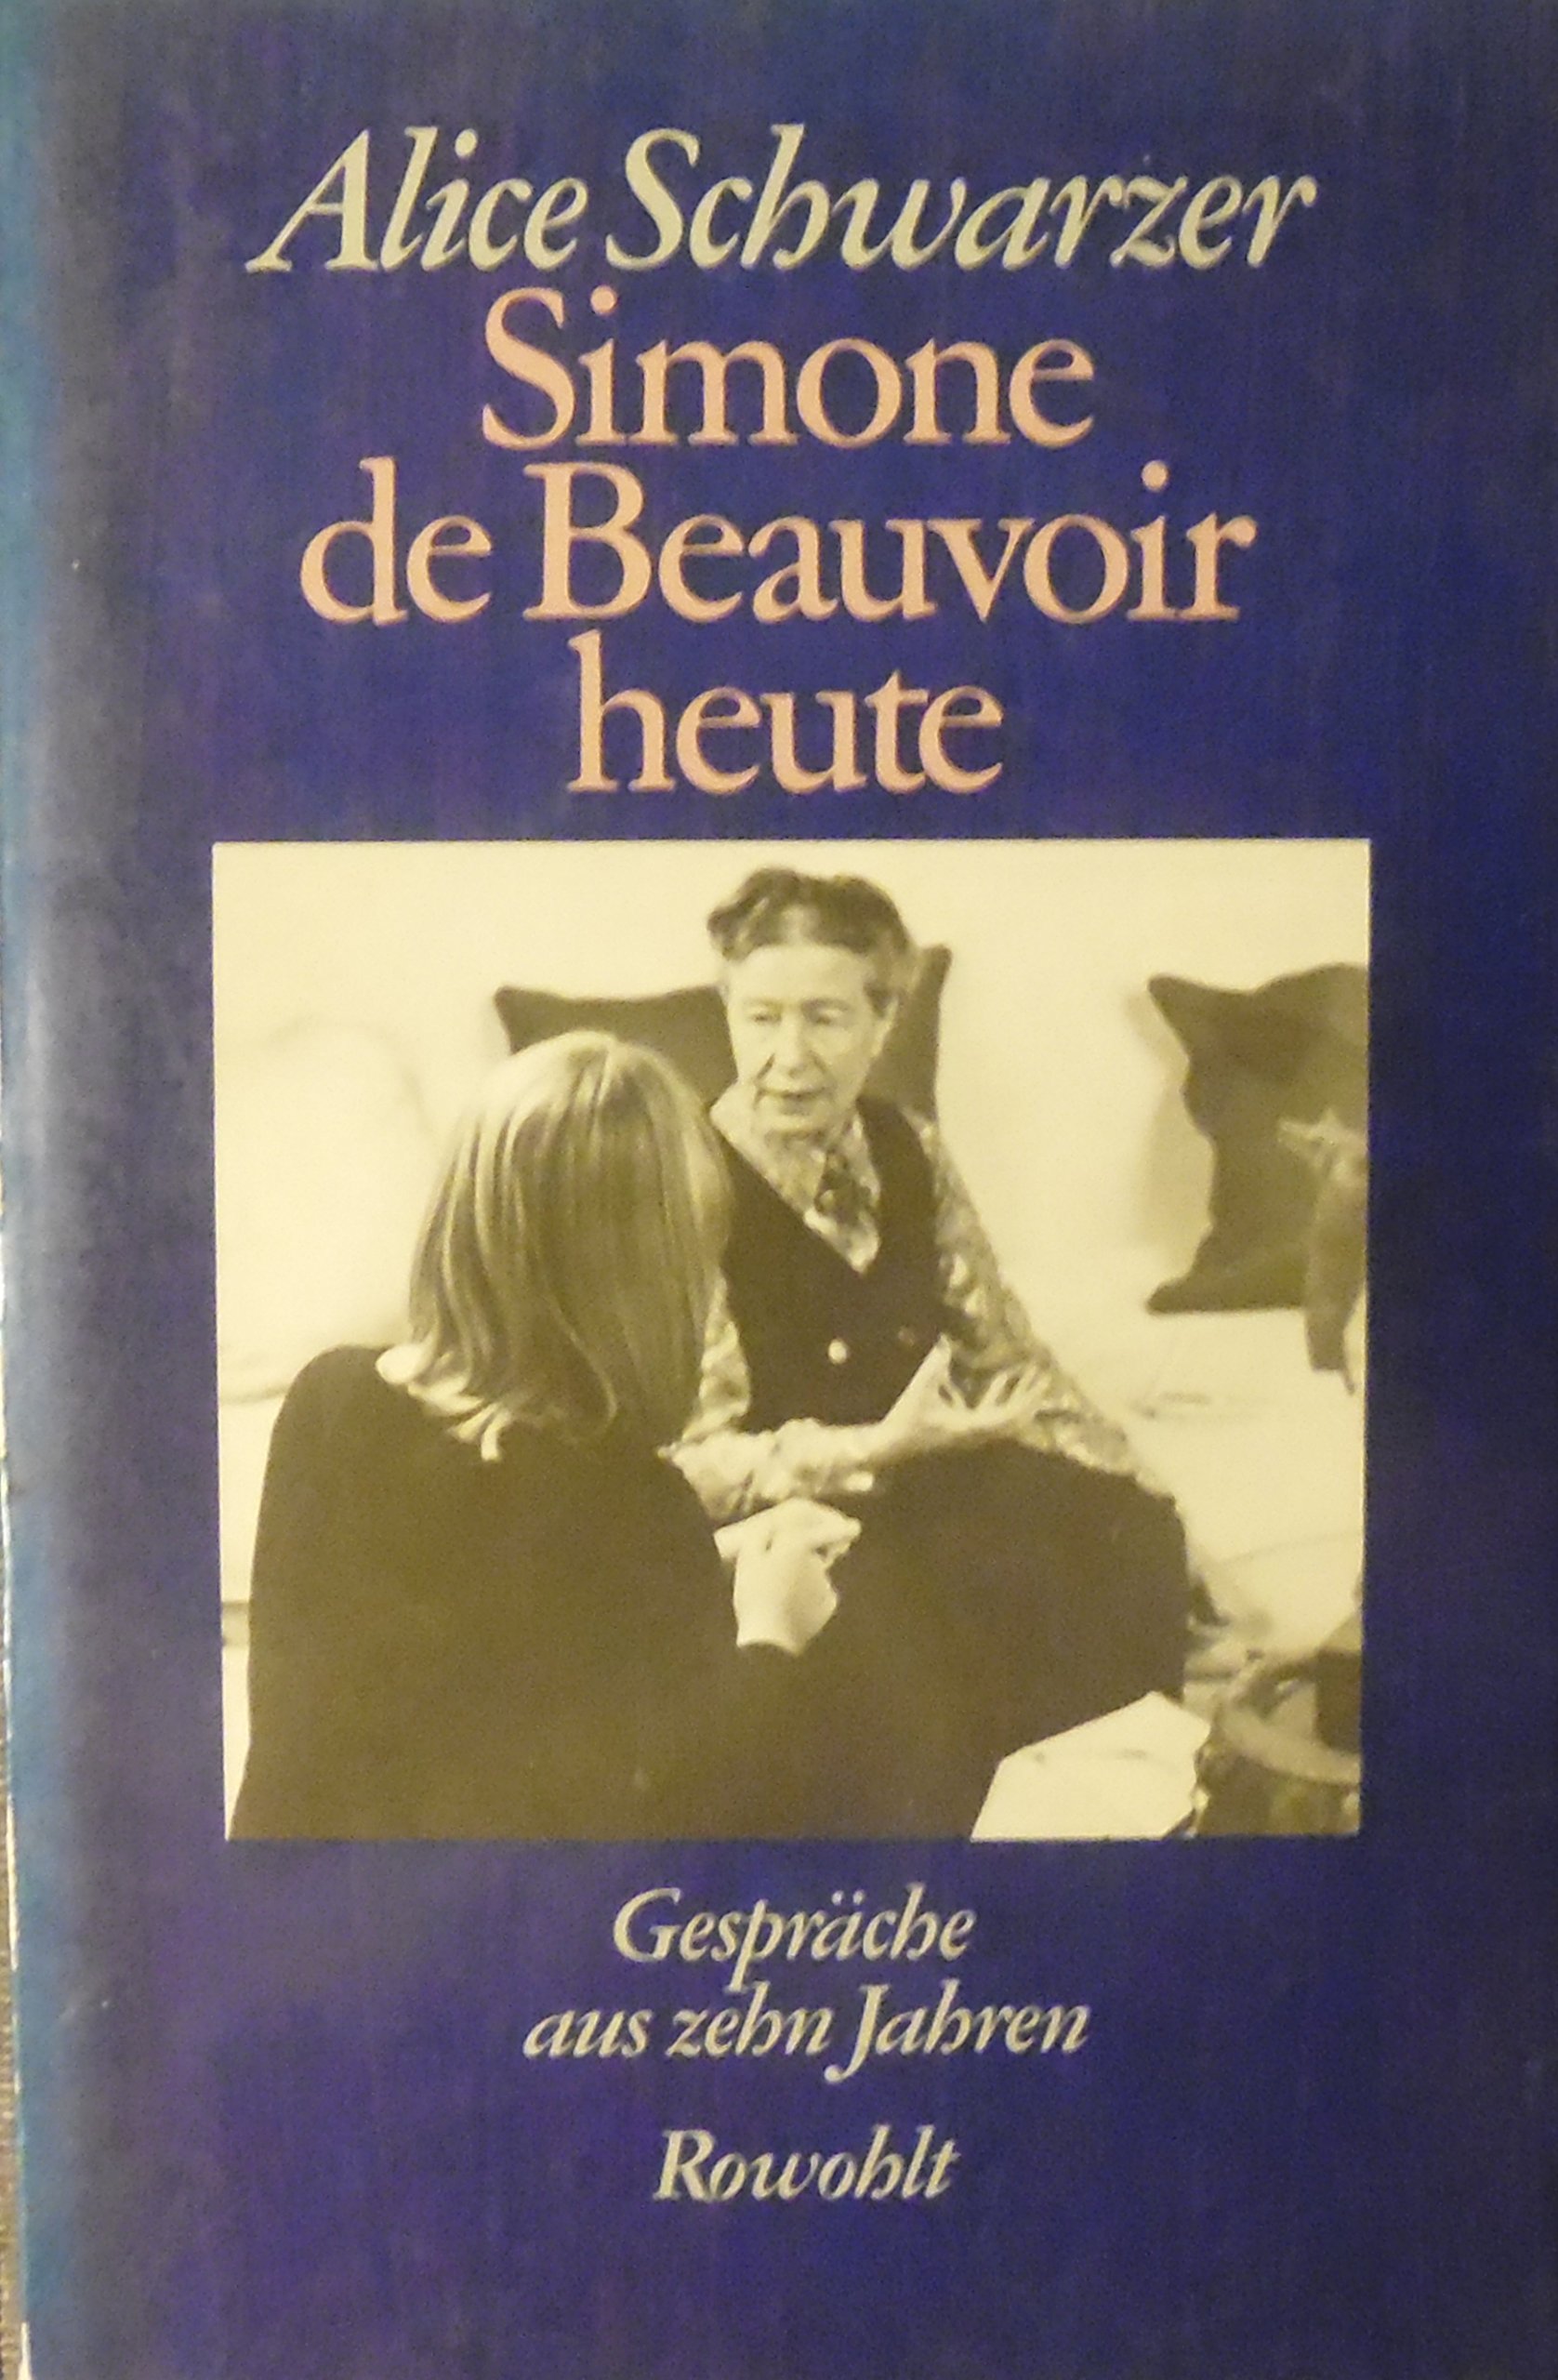 Alice Schwarzer
Simone
de Beauvoir
heute
Gespräche
aus zehn Jahren
Rowohlt